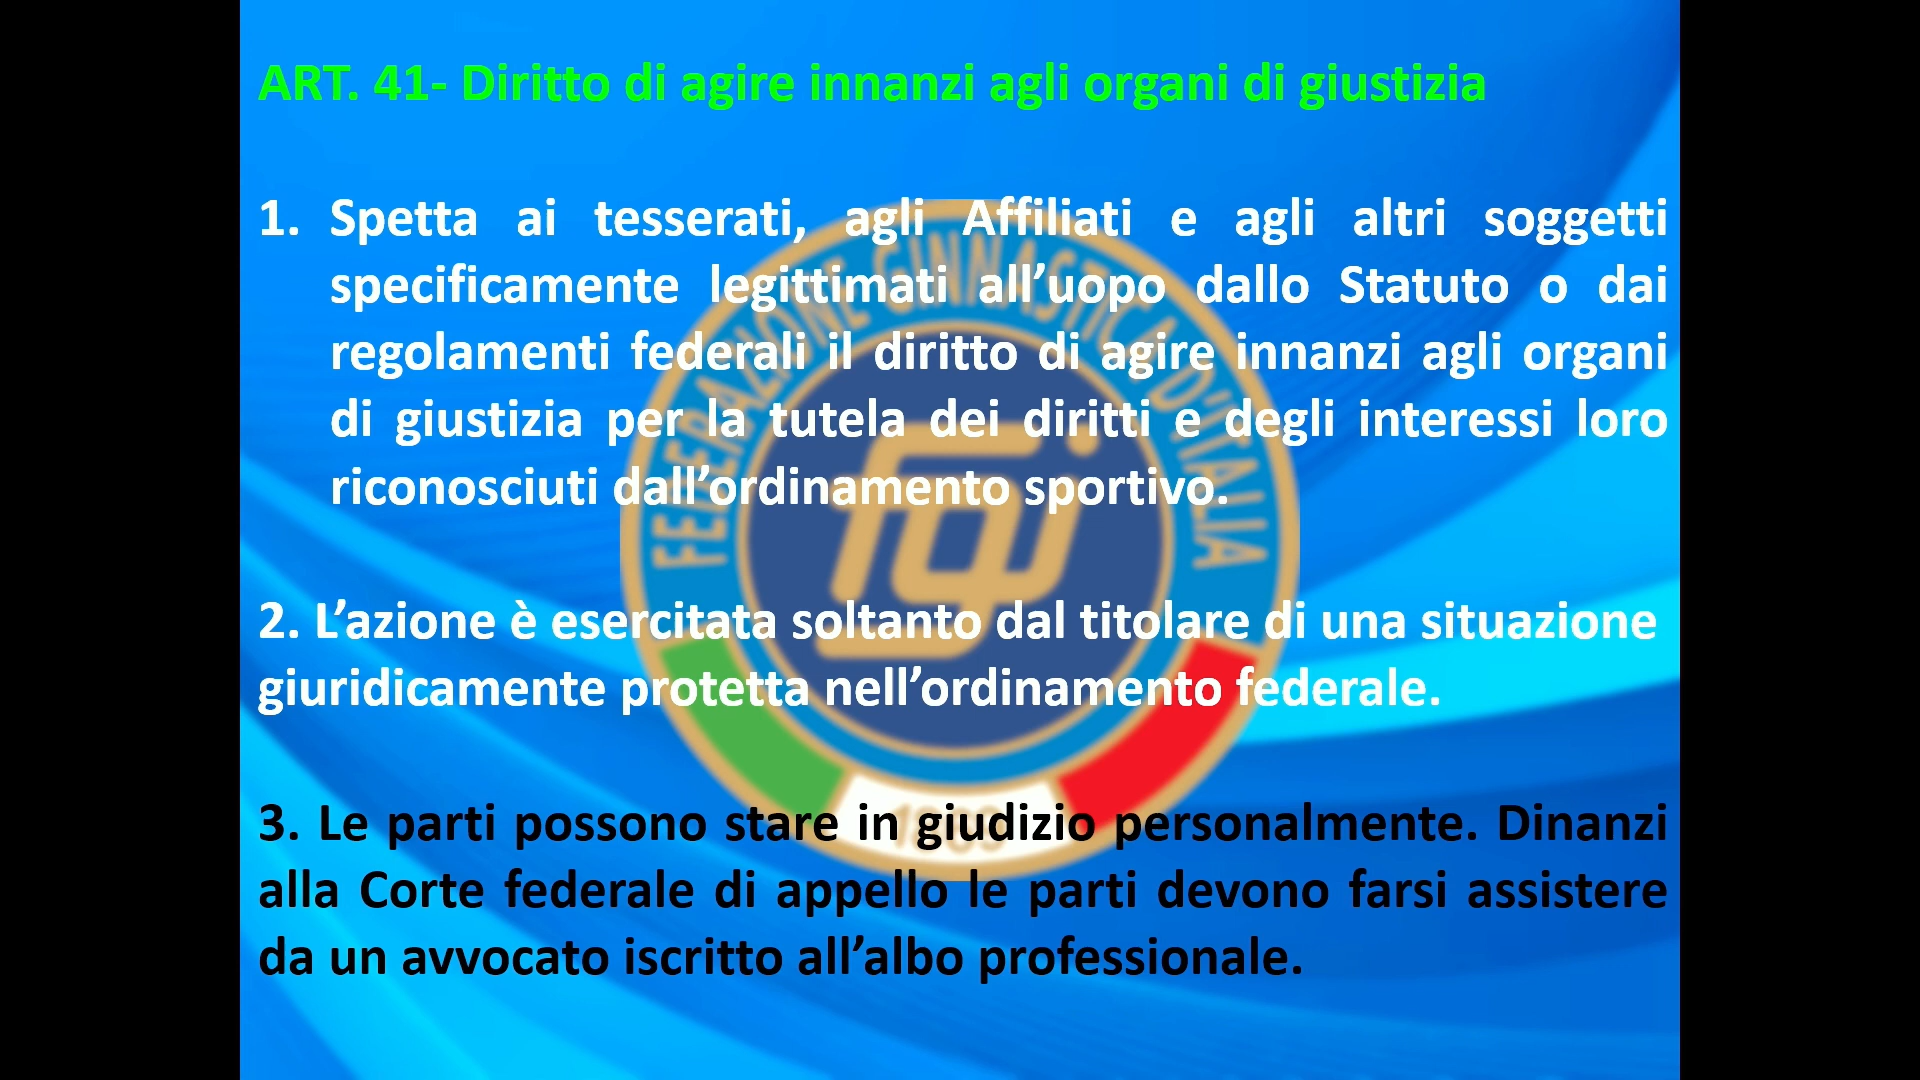 ART. 41- Diritto di agire innanzi agli organi di giustizia
1. Spetta ai tesserati, agli Affiliati e agli altri soggetti
specificamente legittimati all’uopo dallo Statuto o dai
regolamenti federali il diritto di agire innanzi agli organi
di giustizia per la tutela dei diritti e degli interessi loro
riconosciuti dall’ordinamento sportivo.
2. L’azione è esercitata soltanto dal titolare di una situazione
giuridicamente protetta nell’ordinamento federale.
3. Le parti possono stare in giudizio personalmente. Dinanzi
alla Corte federale di appello le parti devono farsi assistere
da un avvocato iscritto all’albo professionale.
FEDERAZIONE GINNASTICA D'ITALIA
fgi